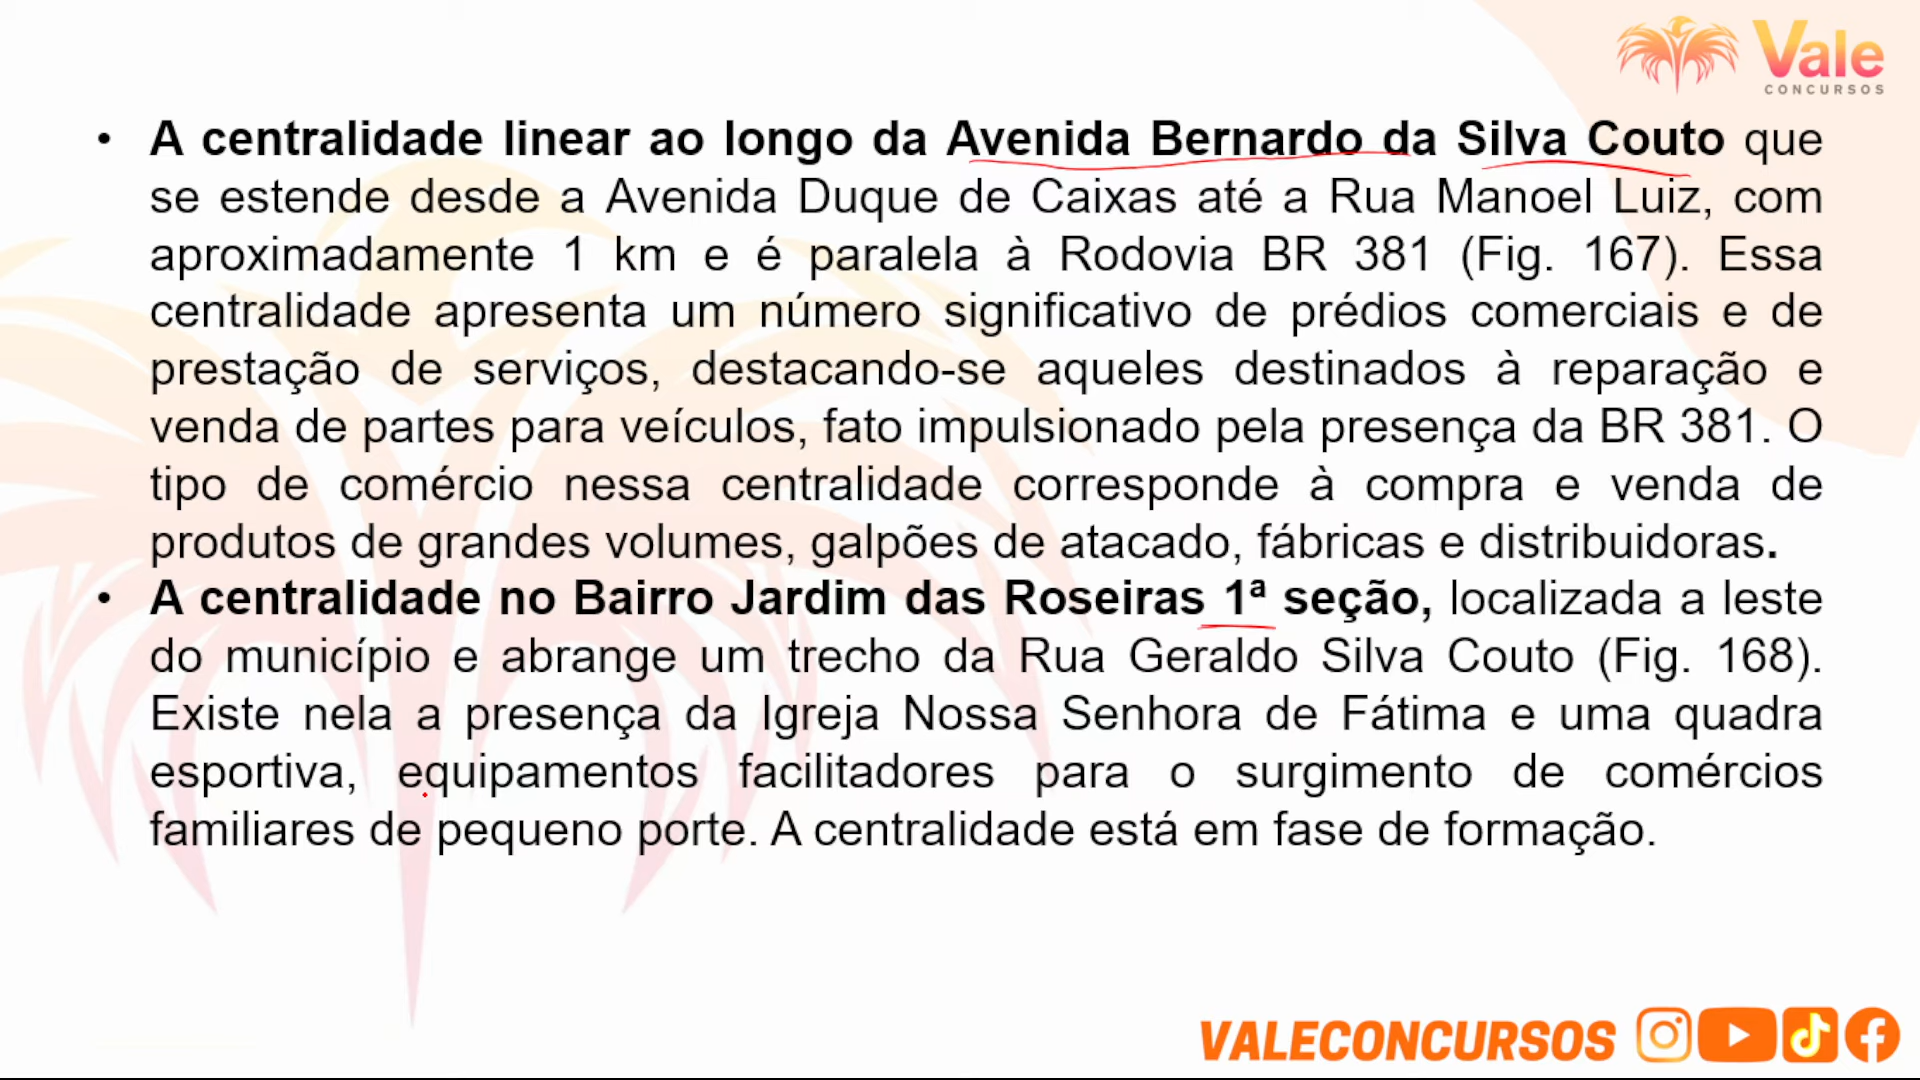 Vale
CONCURSOS
• A centralidade linear ao longo da Avenida Bernardo da Silva Couto que
se estende desde a Avenida Duque de Caixas até a Rua Manoel Luiz, com
aproximadamente 1 km e é paralela à Rodovia BR 381 (Fig. 167). Essa
centralidade apresenta um número significativo de prédios comerciais e de
prestação de serviços, destacando-se aqueles destinados à reparação e
venda de partes para veículos, fato impulsionado pela presença da BR 381. O
tipo de comércio nessa centralidade corresponde à compra e venda de
produtos de grandes volumes, galpões de atacado, fábricas e distribuidoras.
• A centralidade no Bairro Jardim das Roseiras 1ª seção, localizada a leste
do município e abrange um trecho da Rua Geraldo Silva Couto (Fig. 168).
Existe nela a presença da Igreja Nossa Senhora de Fátima e uma quadra
esportiva, equipamentos facilitadores para o surgimento de comércios
familiares de pequeno porte. A centralidade está em fase de formação.
VALECONCURSOS